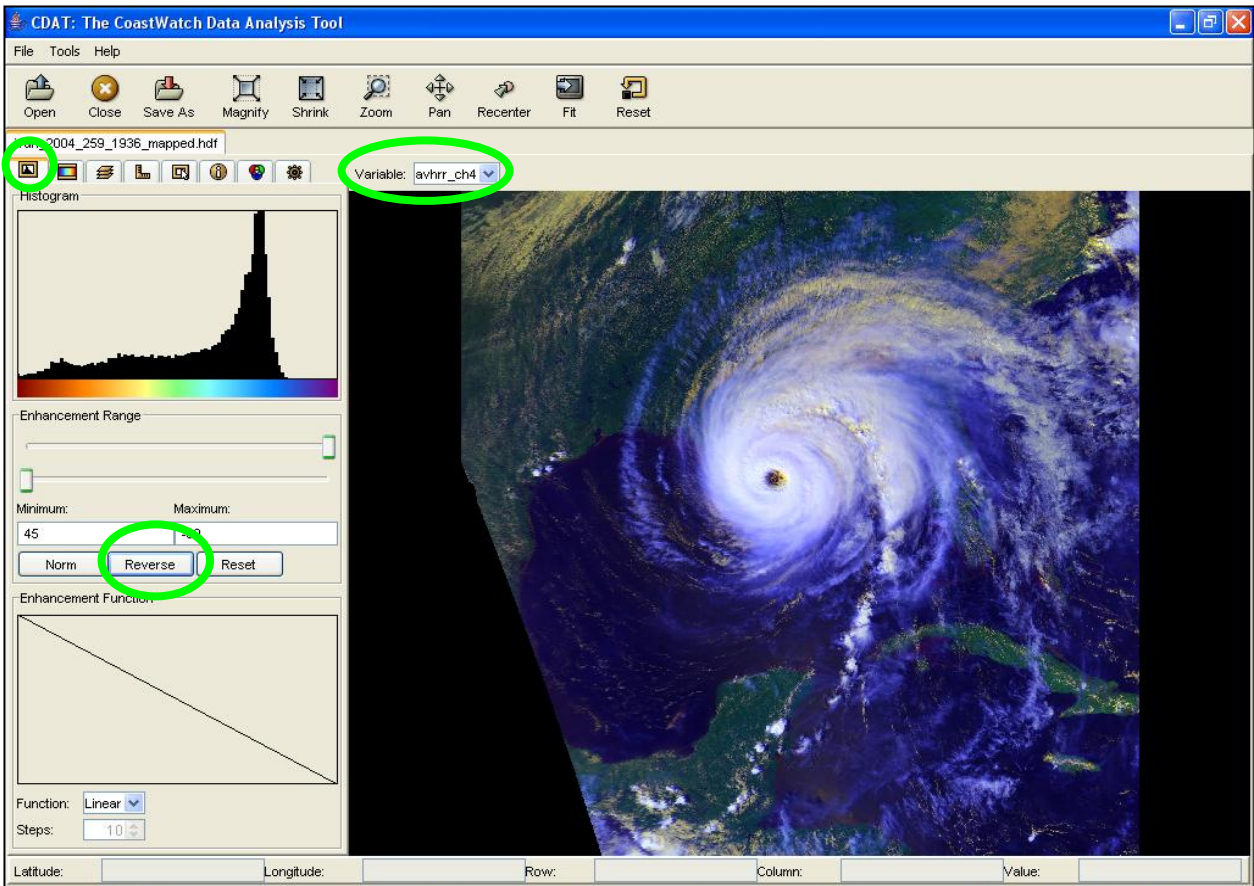 CDAT: The CoastWatch Data Analysis Tool
File Tools Help
Open Close Save As Magnify Shrink Zoom Pan Recenter Fit Reset
2004_259_1936_mapped.hdf
Variable: avhrr_ch4
Histogram
Enhancement Range
Minimum: Maximum:
45
Norm Reverse Reset
Enhancement Function
Function: Linear
Steps: 10
Latitude: Longitude: Row: Column: Value: